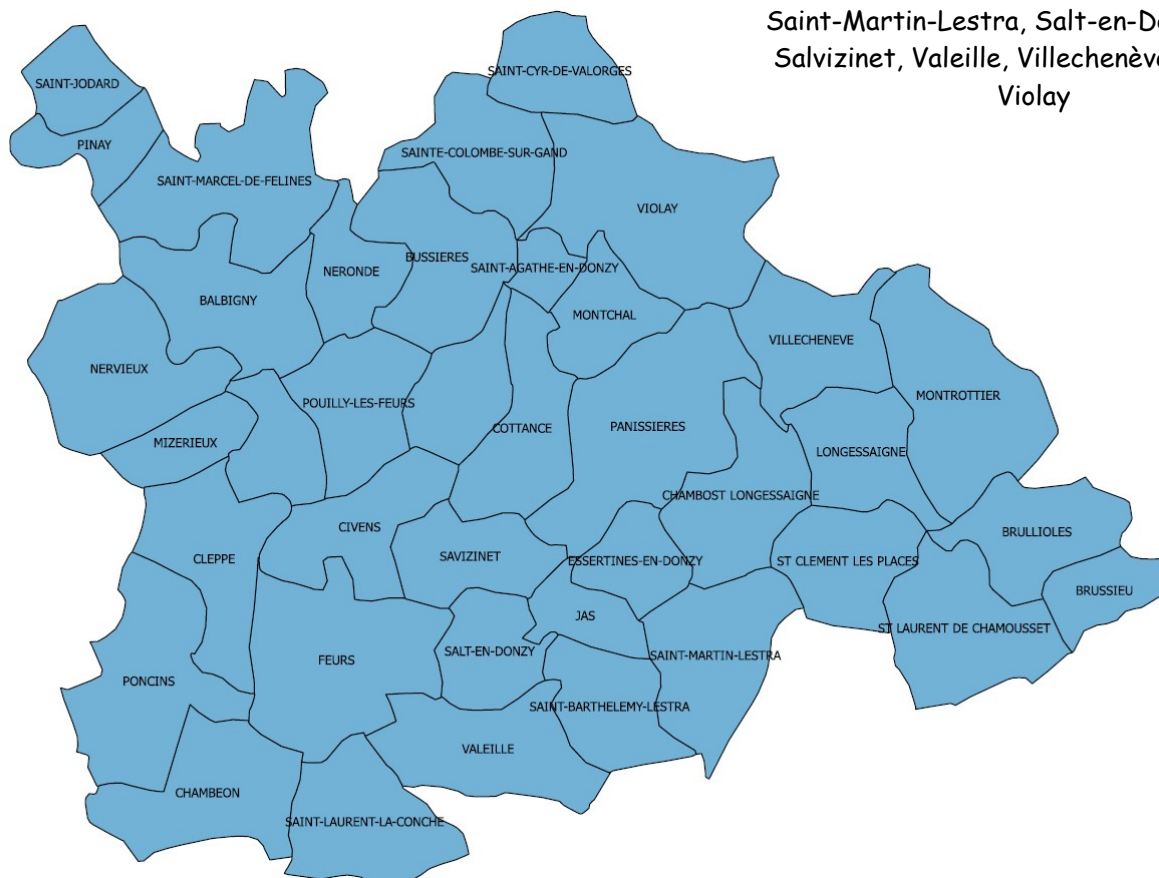 Saint-Martin-Lestra, Salt-en-Do
Salvizinet, Valeille, Villechenèv
Violay
SAINT-CYR-DE-VALORGES
SAINT-JODARD
PINAY
SAINTE-COLOMBE-SUR-GAND
SAINT-MARCEL-DE-FELINES
VIOLAY
BUSSIERES
SAINT-AGATHE-EN-DONZY
NERONDE
BALBIGNY
MONTCHAL
VILLECHENEVE
NERVIEUX
MONTROTTIER
POUILLY-LES-FEURS
COTTANCE
PANISSIERES
MIZERIEUX
LONGESSAIGNE
CHAMBOST LONGESSAIGNE
CIVENS
BRULLIOLES
SAVIZINET
CLEPPE
ESSERTINES-EN-DONZY
ST CLEMENT LES PLACES
BRUSSIEU
JAS
ST LAURENT DE CHAMOUSSET
SALT-EN-DONZY
SAINT-MARTIN-LESTRA
FEURS
PONCINS
SAINT-BARTHELEMY-LESTRA
VALEILLE
CHAMBEON
SAINT-LAURENT-LA-CONCHE